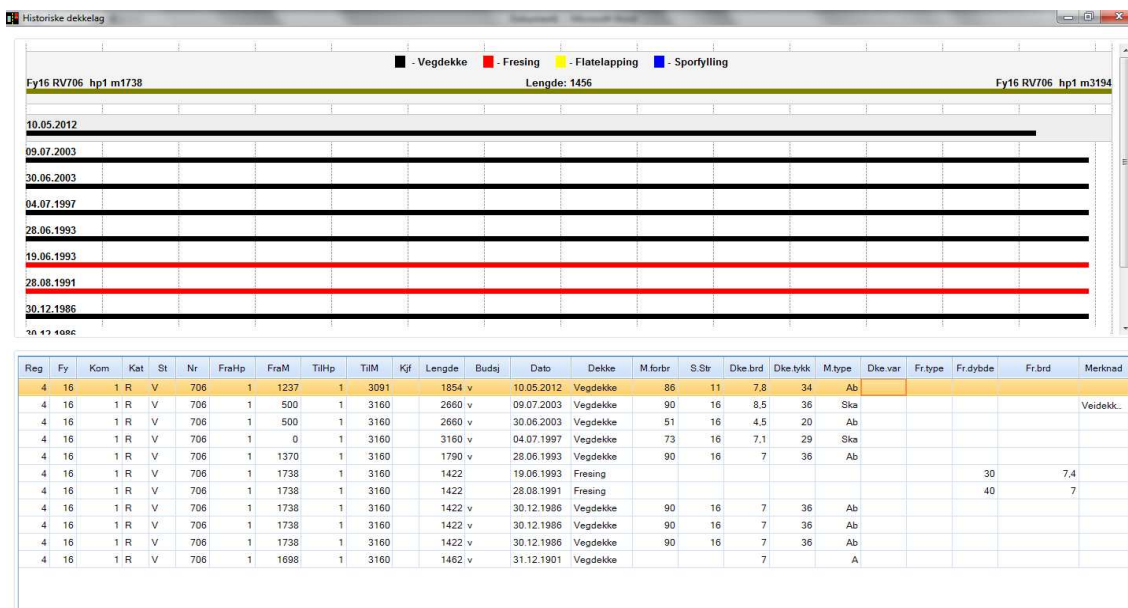 Historiske dekkelag
- Vegdekke - Fresing - Flatelapping - Sporfylling
Fy16 RV706 hp1 m1738 Lengde: 1456 Fy16 RV706 hp1 m3194
10.05.2012
09.07.2003
30.06.2003
04.07.1997
28.06.1993
19.06.1993
28.08.1991
30.12.1986
30.12.1986
Reg Fy Kom Kat St Nr FraHp FraM TilHp TilM Kjf Lengde Budsj Dato Dekke M.forbr S.Str Dke.brd Dke.tykk M.type Dke.var Fr.type Fr.dybde Fr.brd Merknad
4 16 1 R V 706 1 1237 1 3091 1854 v 10.05.2012 Vegdekke 86 11 7,8 34 Ab
4 16 1 R V 706 1 500 1 3160 2660 v 09.07.2003 Vegdekke 90 16 8,5 36 Ska Veidekk..
4 16 1 R V 706 1 500 1 3160 2660 v 30.06.2003 Vegdekke 51 16 4,5 20 Ab
4 16 1 R V 706 1 0 1 3160 3160 v 04.07.1997 Vegdekke 73 16 7,1 29 Ska
4 16 1 R V 706 1 1370 1 3160 1790 v 28.06.1993 Vegdekke 90 16 7 36 Ab
4 16 1 R V 706 1 1738 1 3160 1422 19.06.1993 Fresing 30 7,4
4 16 1 R V 706 1 1738 1 3160 1422 28.08.1991 Fresing 40 7
4 16 1 R V 706 1 1738 1 3160 1422 v 30.12.1986 Vegdekke 90 16 7 36 Ab
4 16 1 R V 706 1 1738 1 3160 1422 v 30.12.1986 Vegdekke 90 16 7 36 Ab
4 16 1 R V 706 1 1738 1 3160 1422 v 30.12.1986 Vegdekke 90 16 7 36 Ab
4 16 1 R V 706 1 1698 1 3160 1462 v 31.12.1901 Vegdekke 7 A